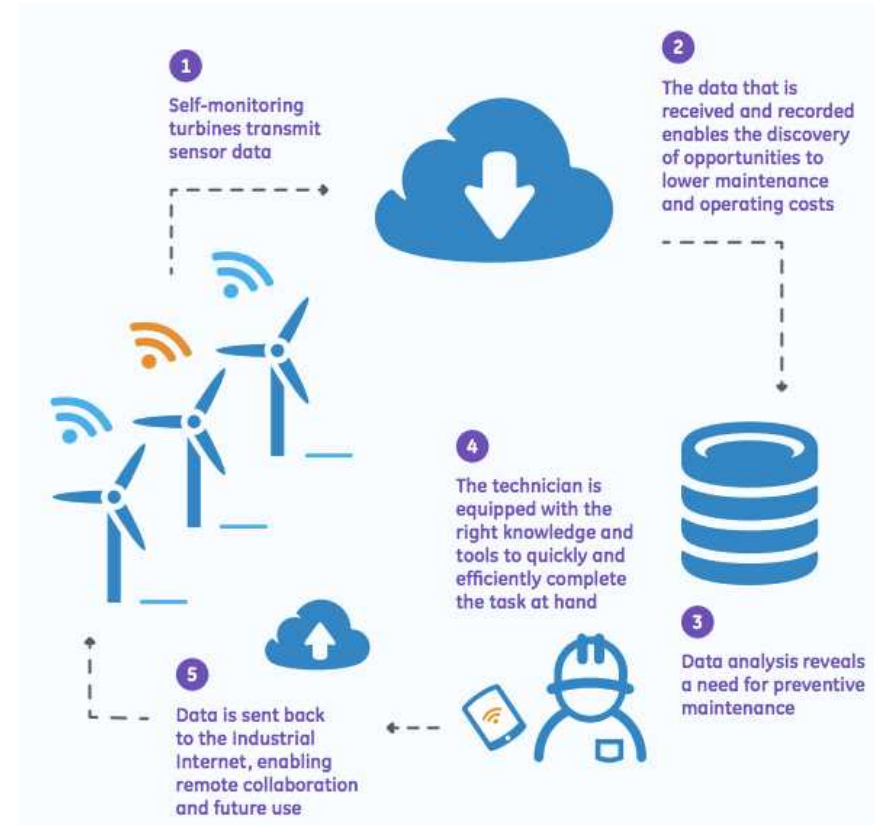 1
Self-monitoring
turbines transmit
sensor data
2
The data that is
received and recorded
enables the discovery
of opportunities to
lower maintenance
and operating costs
3
Data analysis reveals
a need for preventive
maintenance
4
The technician is
equipped with the
right knowledge and
tools to quickly and
efficiently complete
the task at hand
5
Data is sent back
to the Industrial
Internet, enabling
remote collaboration
and future use